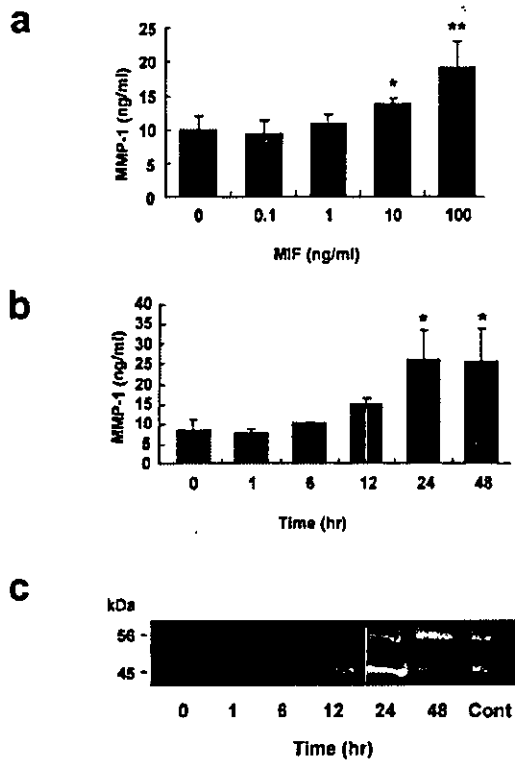 a
MMP-1 (ng/ml)
25
20
15
10
5
0
*
**
0 0.1 1 10 100
MIF (ng/ml)
b
MMP-1 (ng/ml)
40
35
30
25
20
15
10
5
0
* *
0 1 6 12 24 48
Time (hr)
c
kDa
56 -
45 -
0 1 6 12 24 48 Cont
Time (hr)